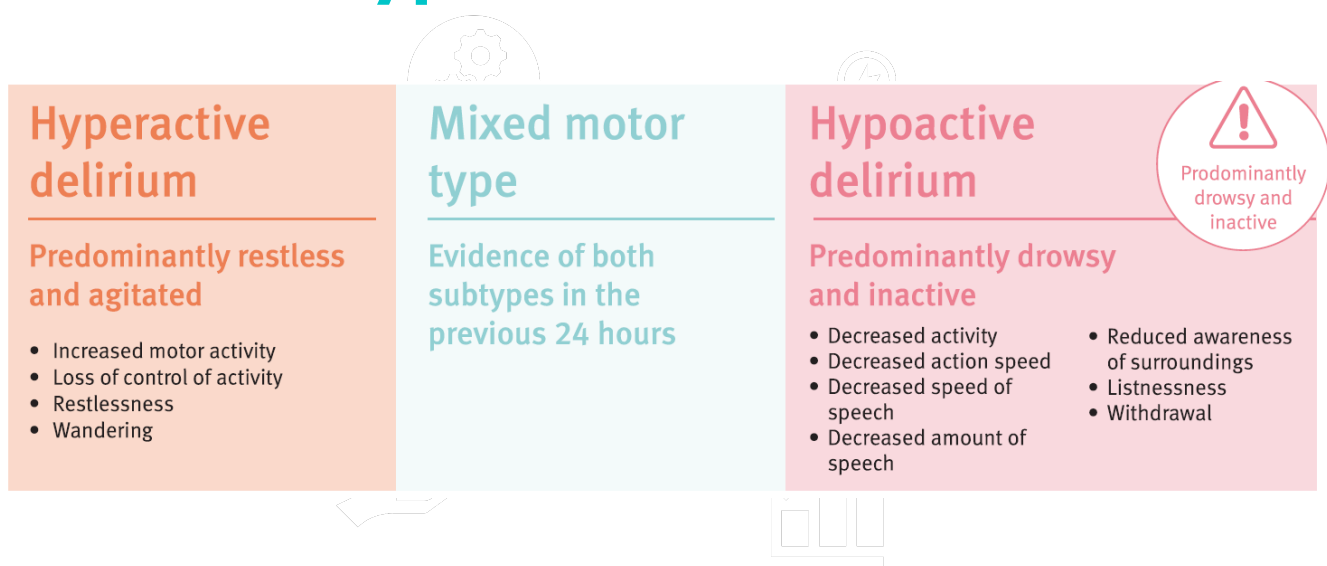 Hyperactive
delirium
Predominantly restless
and agitated
• Increased motor activity
• Loss of control of activity
• Restlessness
• Wandering
Mixed motor
type
Evidence of both
subtypes in the
previous 24 hours
Hypoactive
delirium
Predominantly drowsy
and inactive
• Decreased activity
• Decreased action speed
• Decreased speed of
speech
• Decreased amount of
speech
• Reduced awareness
of surroundings
• Listnessness
• Withdrawal
Prodominantly
drowsy and
inactive